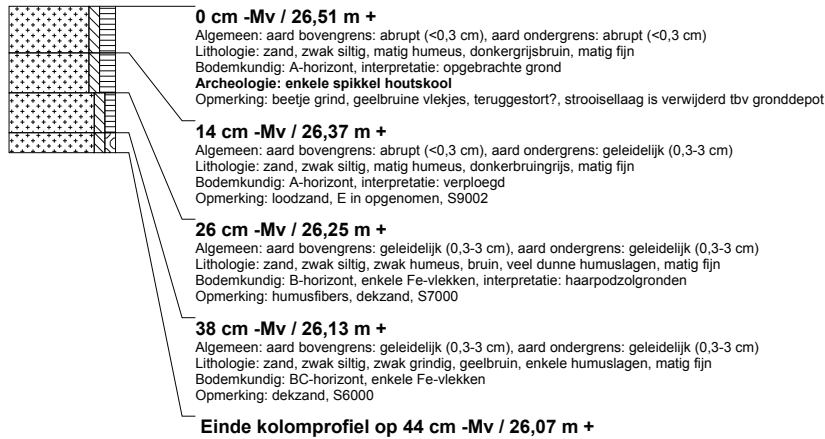 0 cm -Mv / 26,51 m +
Algemeen: aard bovengrens: abrupt (<0,3 cm), aard ondergrens: abrupt (<0,3 cm)
Lithologie: zand, zwak siltig, matig humeus, donkergrijsbruin, matig fijn
Bodemkundig: A-horizont, interpretatie: opgebrachte grond
Archeologie: enkele spikkel houtskool
Opmerking: beetje grind, geelbruine vlekjes, teruggestort?, strooisellaag is verwijderd tbv gronddepot
14 cm -Mv / 26,37 m +
Algemeen: aard bovengrens: abrupt (<0,3 cm), aard ondergrens: geleidelijk (0,3-3 cm)
Lithologie: zand, zwak siltig, matig humeus, donkerbruingrijs, matig fijn
Bodemkundig: A-horizont, interpretatie: verploegd
Opmerking: loodzand, E in opgenomen, S9002
26 cm -Mv / 26,25 m +
Algemeen: aard bovengrens: geleidelijk (0,3-3 cm), aard ondergrens: geleidelijk (0,3-3 cm)
Lithologie: zand, zwak siltig, zwak humeus, bruin, veel dunne humuslagen, matig fijn
Bodemkundig: B-horizont, enkele Fe-vlekken, interpretatie: haarpodzolgronden
Opmerking: humusfibers, dekzand, S7000
38 cm -Mv / 26,13 m +
Algemeen: aard bovengrens: geleidelijk (0,3-3 cm), aard ondergrens: geleidelijk (0,3-3 cm)
Lithologie: zand, zwak siltig, zwak grindig, geelbruin, enkele humuslagen, matig fijn
Bodemkundig: BC-horizont, enkele Fe-vlekken
Opmerking: dekzand, S6000
Einde kolomprofiel op 44 cm -Mv / 26,07 m +